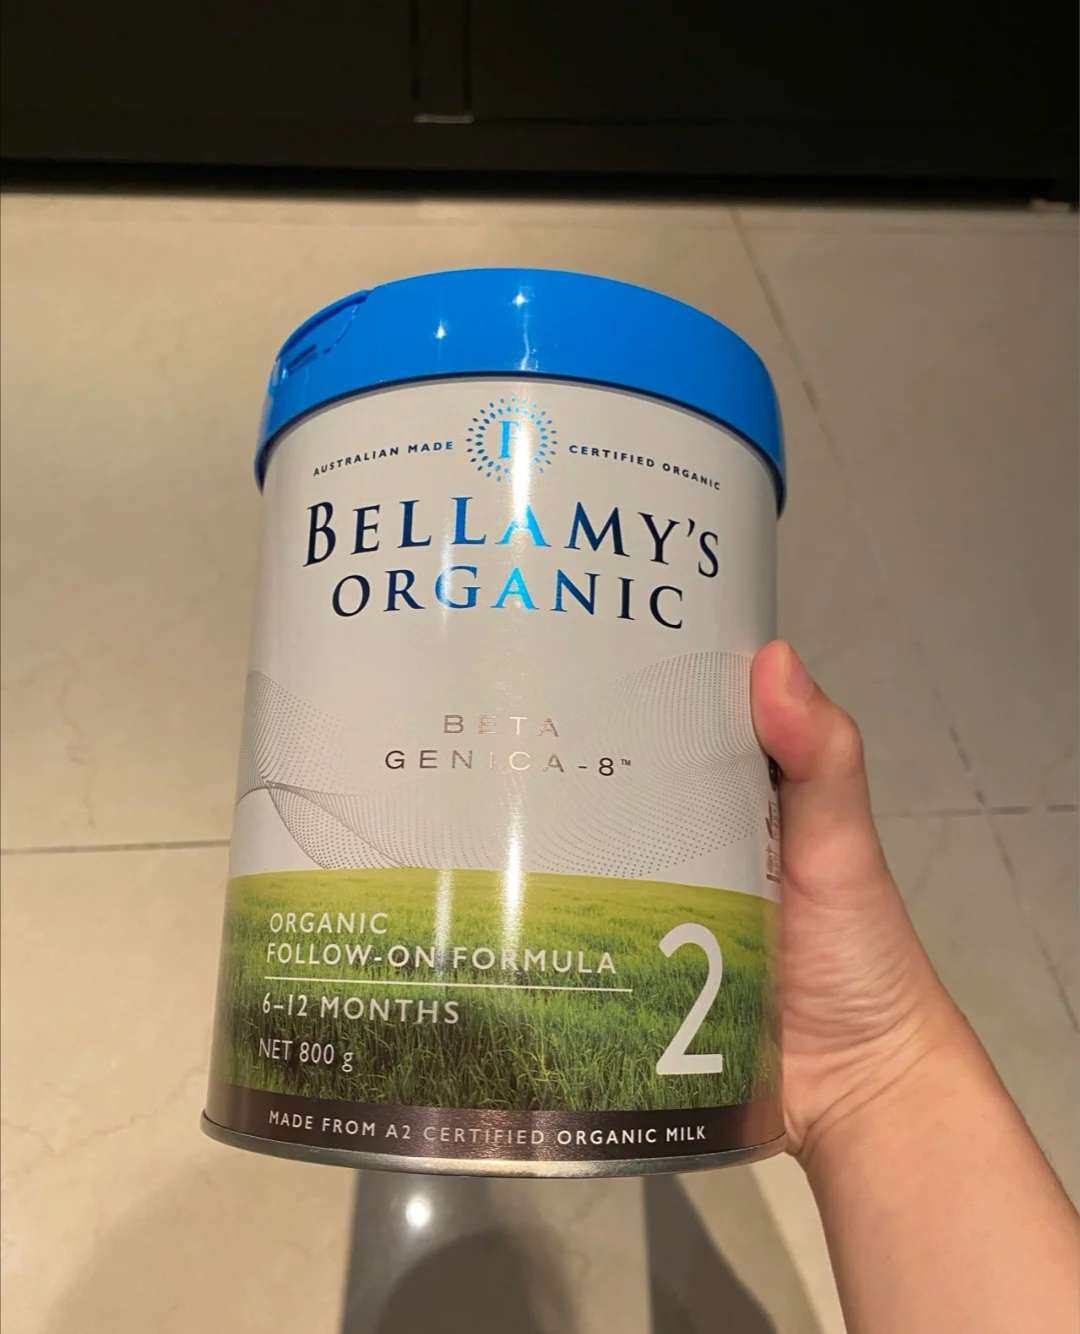 AUSTRALIAN MADE
B
CERTIFIED ORGANIC
BELLAMY'S
ORGANIC
BETA
GENICA-8™
ORGANIC
FOLLOW-ON FORMULA
6-12 MONTHS
NET 800 g
2
MADE FROM A2 CERTIFIED ORGANIC MILK